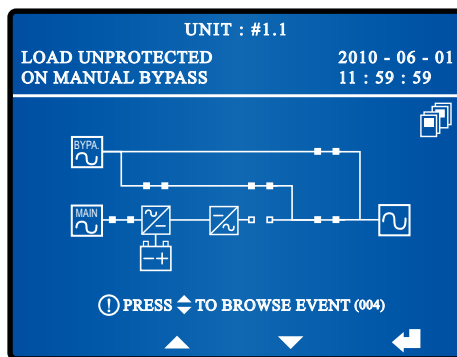 UNIT : #1.1
LOAD UNPROTECTED 2010 - 06 - 01
ON MANUAL BYPASS 11 : 59 : 59
BYPA.
MAIN
PRESS TO BROWSE EVENT (004)